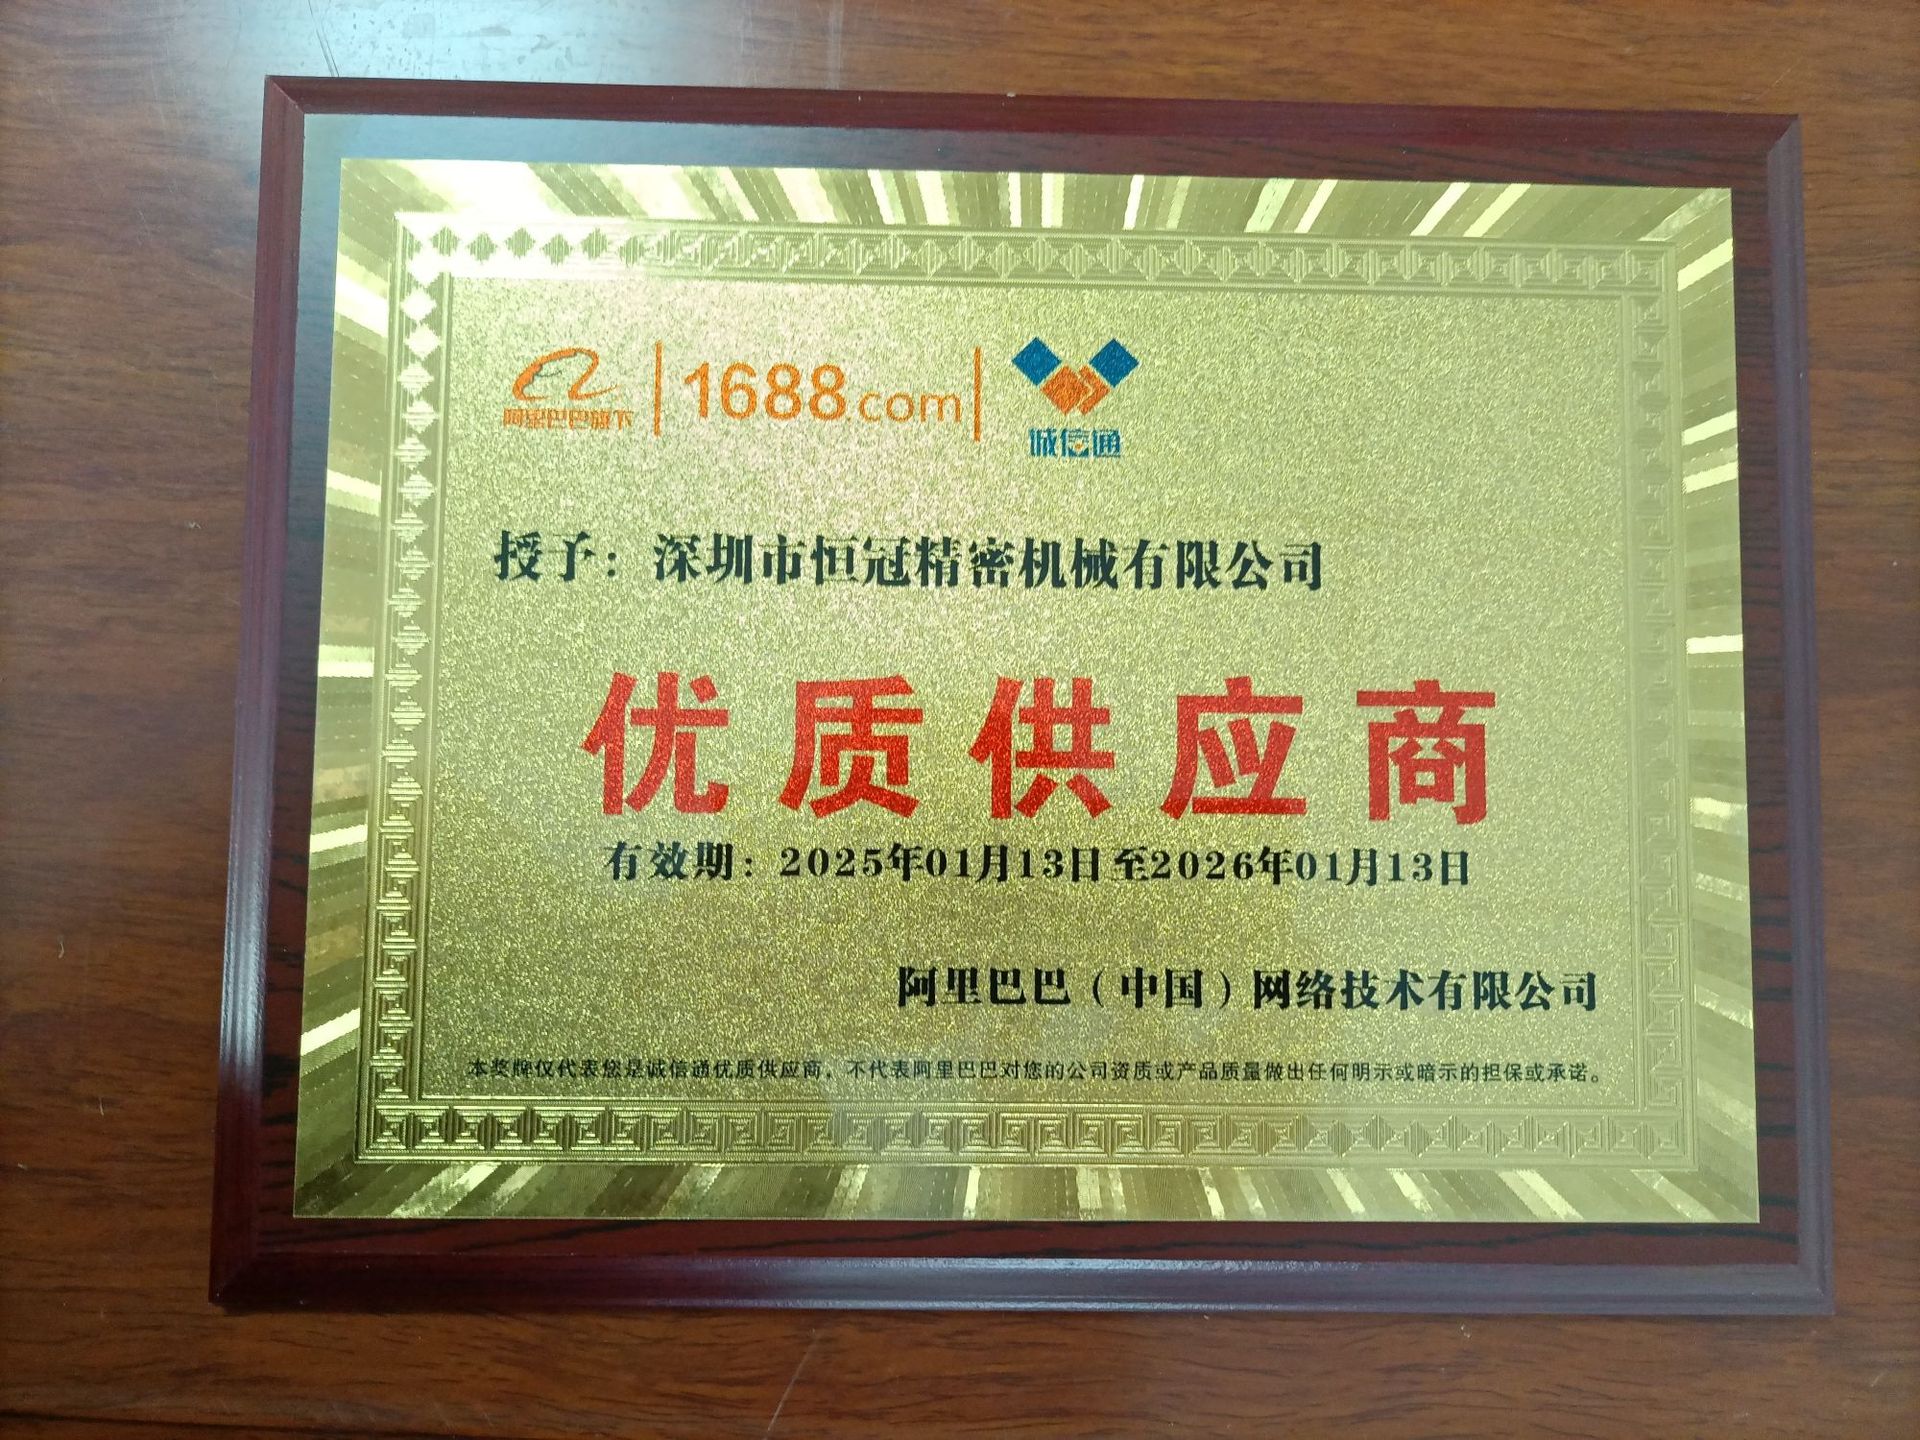 阿里巴巴旗下 1688.com 诚信通
授予：深圳市恒冠精密机械有限公司
优质供应商
有效期：2025年01月13日至2026年01月13日
阿里巴巴（中国）网络技术有限公司
本奖牌仅代表您是诚信通优质供应商，不代表阿里巴巴对您的公司资质或产品质量做出任何明示或暗示的担保或承诺。